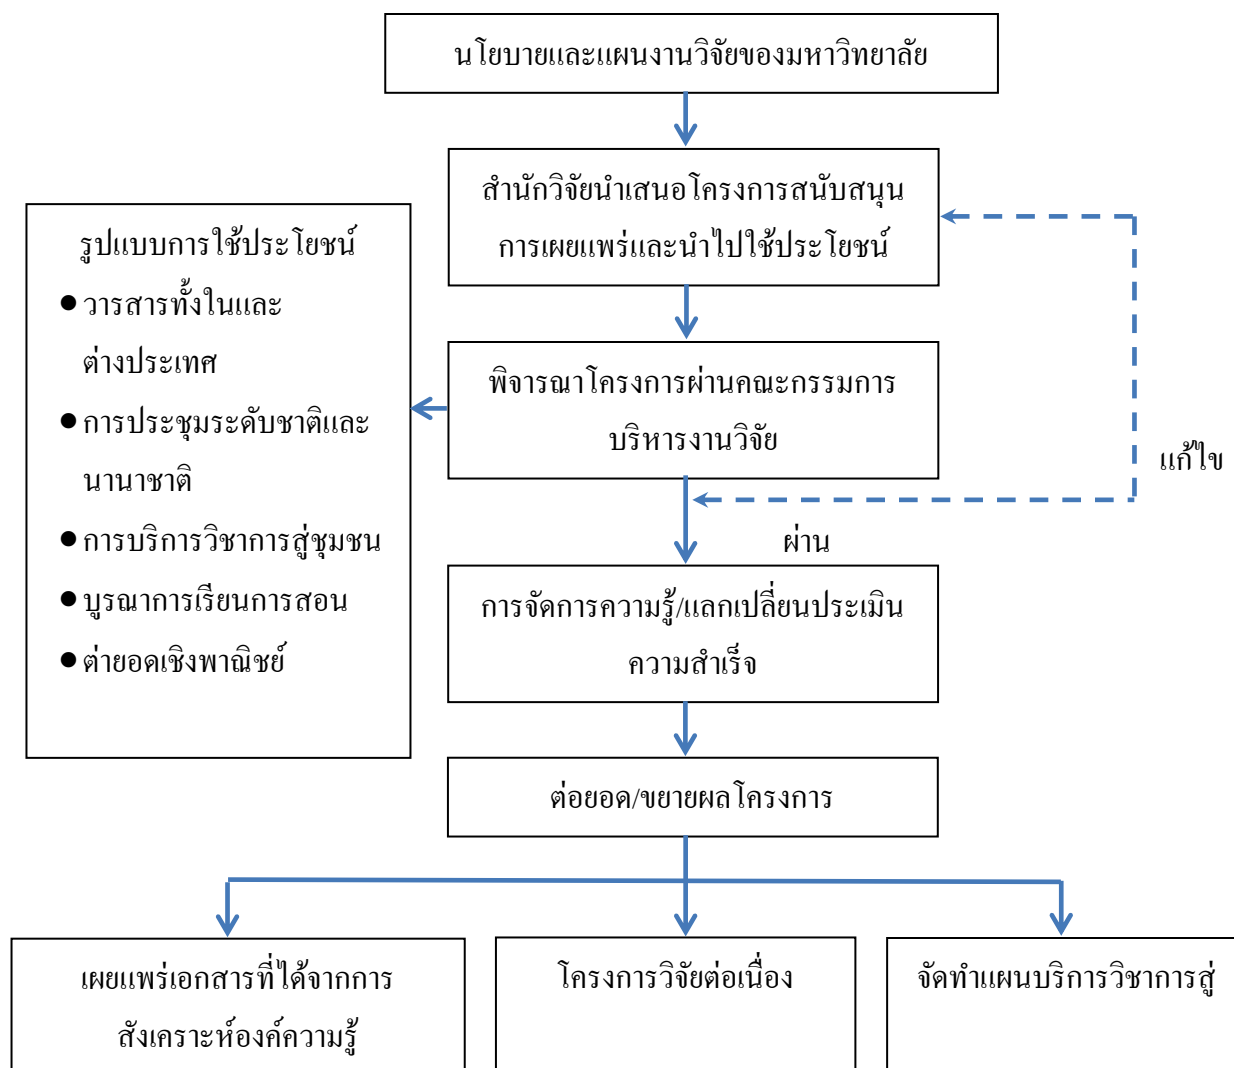 นโยบายและแผนงานวิจัยของมหาวิทยาลัย
สำนักวิจัยนำเสนอโครงการสนับสนุน
การเผยแพร่และนำไปใช้ประโยชน์
รูปแบบการใช้ประโยชน์
● วารสารทั้งในและ
ต่างประเทศ
● การประชุมระดับชาติและ
นานาชาติ
● การบริการวิชาการสู่ชุมชน
● บูรณาการเรียนการสอน
● ต่ายอดเชิงพาณิชย์
พิจารณาโครงการผ่านคณะกรรมการ
บริหารงานวิจัย
แก้ไข
ผ่าน
การจัดการความรู้/แลกเปลี่ยนประเมิน
ความสำเร็จ
ต่อยอด/ขยายผลโครงการ
เผยแพร่เอกสารที่ได้จากการ
สังเคราะห์องค์ความรู้
โครงการวิจัยต่อเนื่อง
จัดทำแผนบริการวิชาการสู่